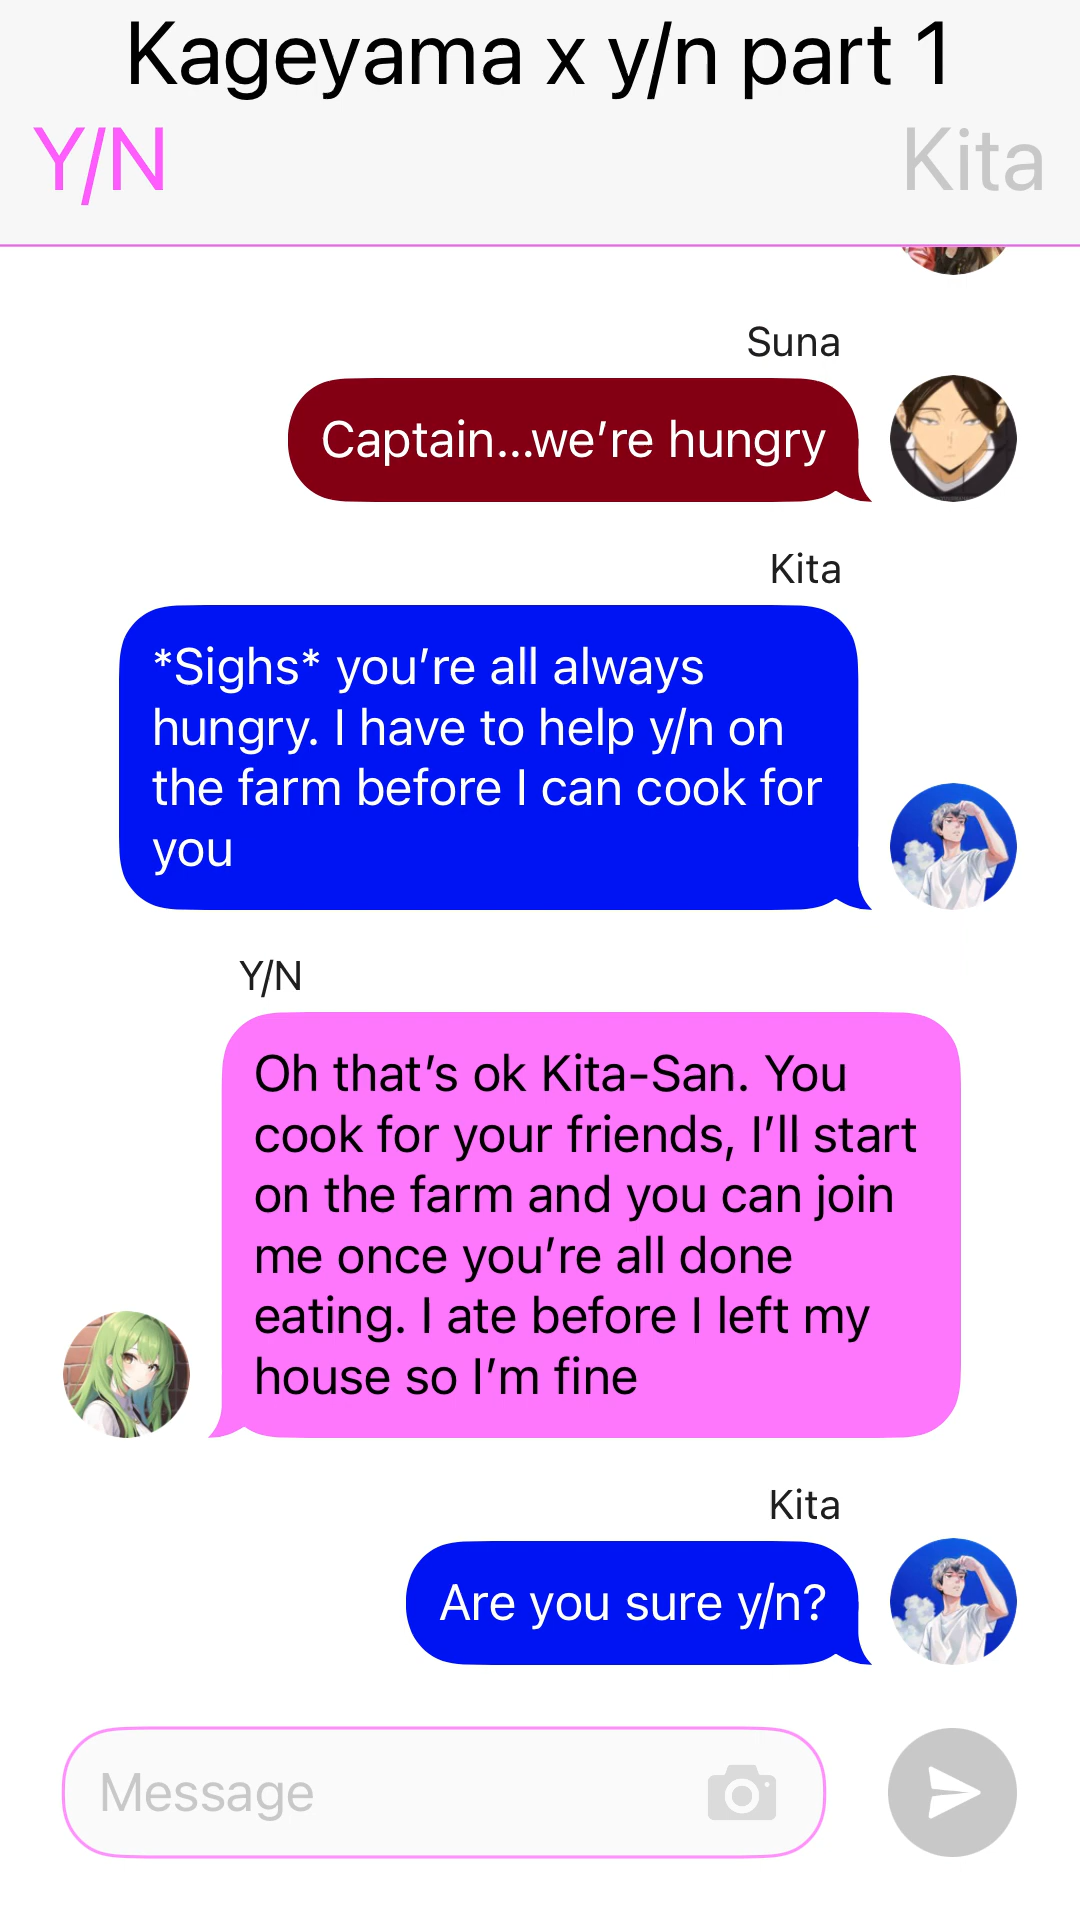 Kageyama x y/n part 1
Y/N
Kita
Suna
Captain...we’re hungry
Kita
*Sighs* you’re all always
hungry. I have to help y/n on
the farm before I can cook for
you
Y/N
Oh that’s ok Kita-San. You
cook for your friends, I’ll start
on the farm and you can join
me once you’re all done
eating. I ate before I left my
house so I’m fine
Kita
Are you sure y/n?
Message